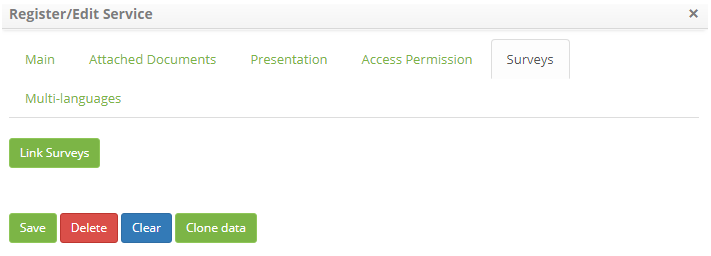 Register/Edit Service ×
Main Attached Documents Presentation Access Permission Surveys
Multi-languages
Link Surveys
Save Delete Clear Clone data